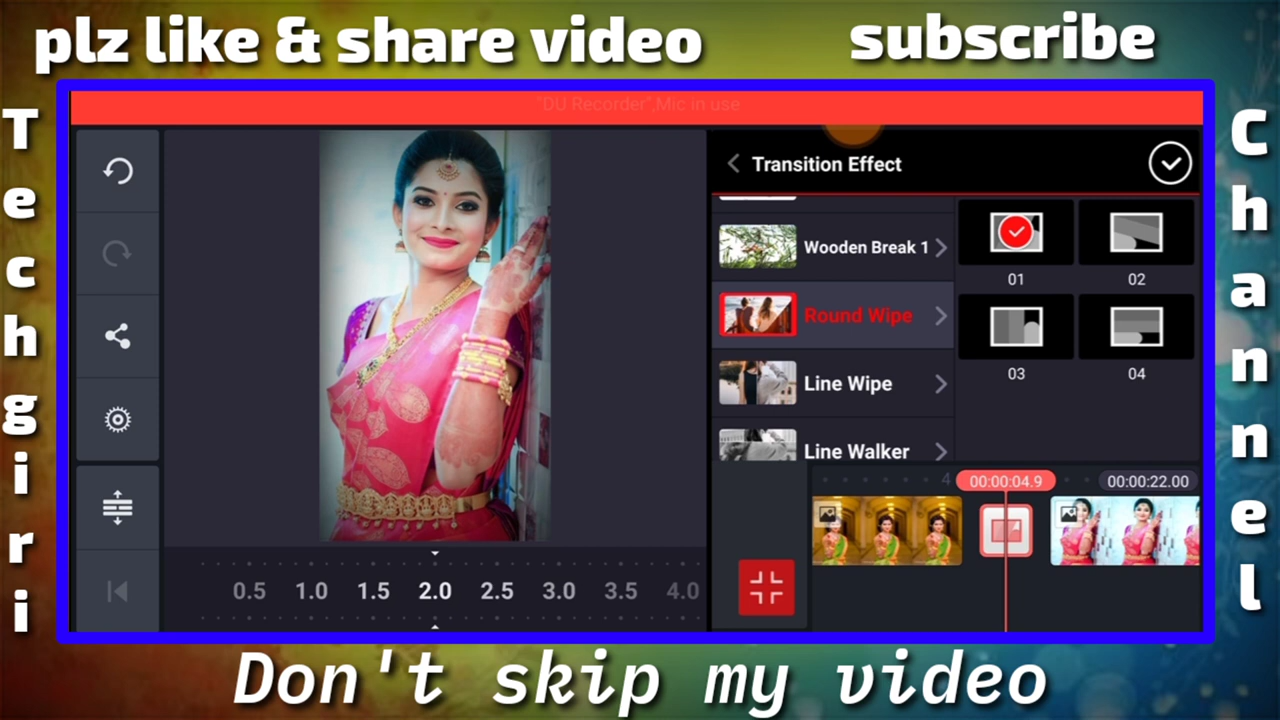 plz like & share video
subscribe
Techgiri
Channel
"DU Recorder",Mic in use
Transition Effect
Wooden Break 1
Round Wipe
Line Wipe
Line Walker
01
02
03
04
4
00:00:04.9
00:00:22.00
0.5 1.0 1.5 2.0 2.5 3.0 3.5 4.0
Don't skip my video